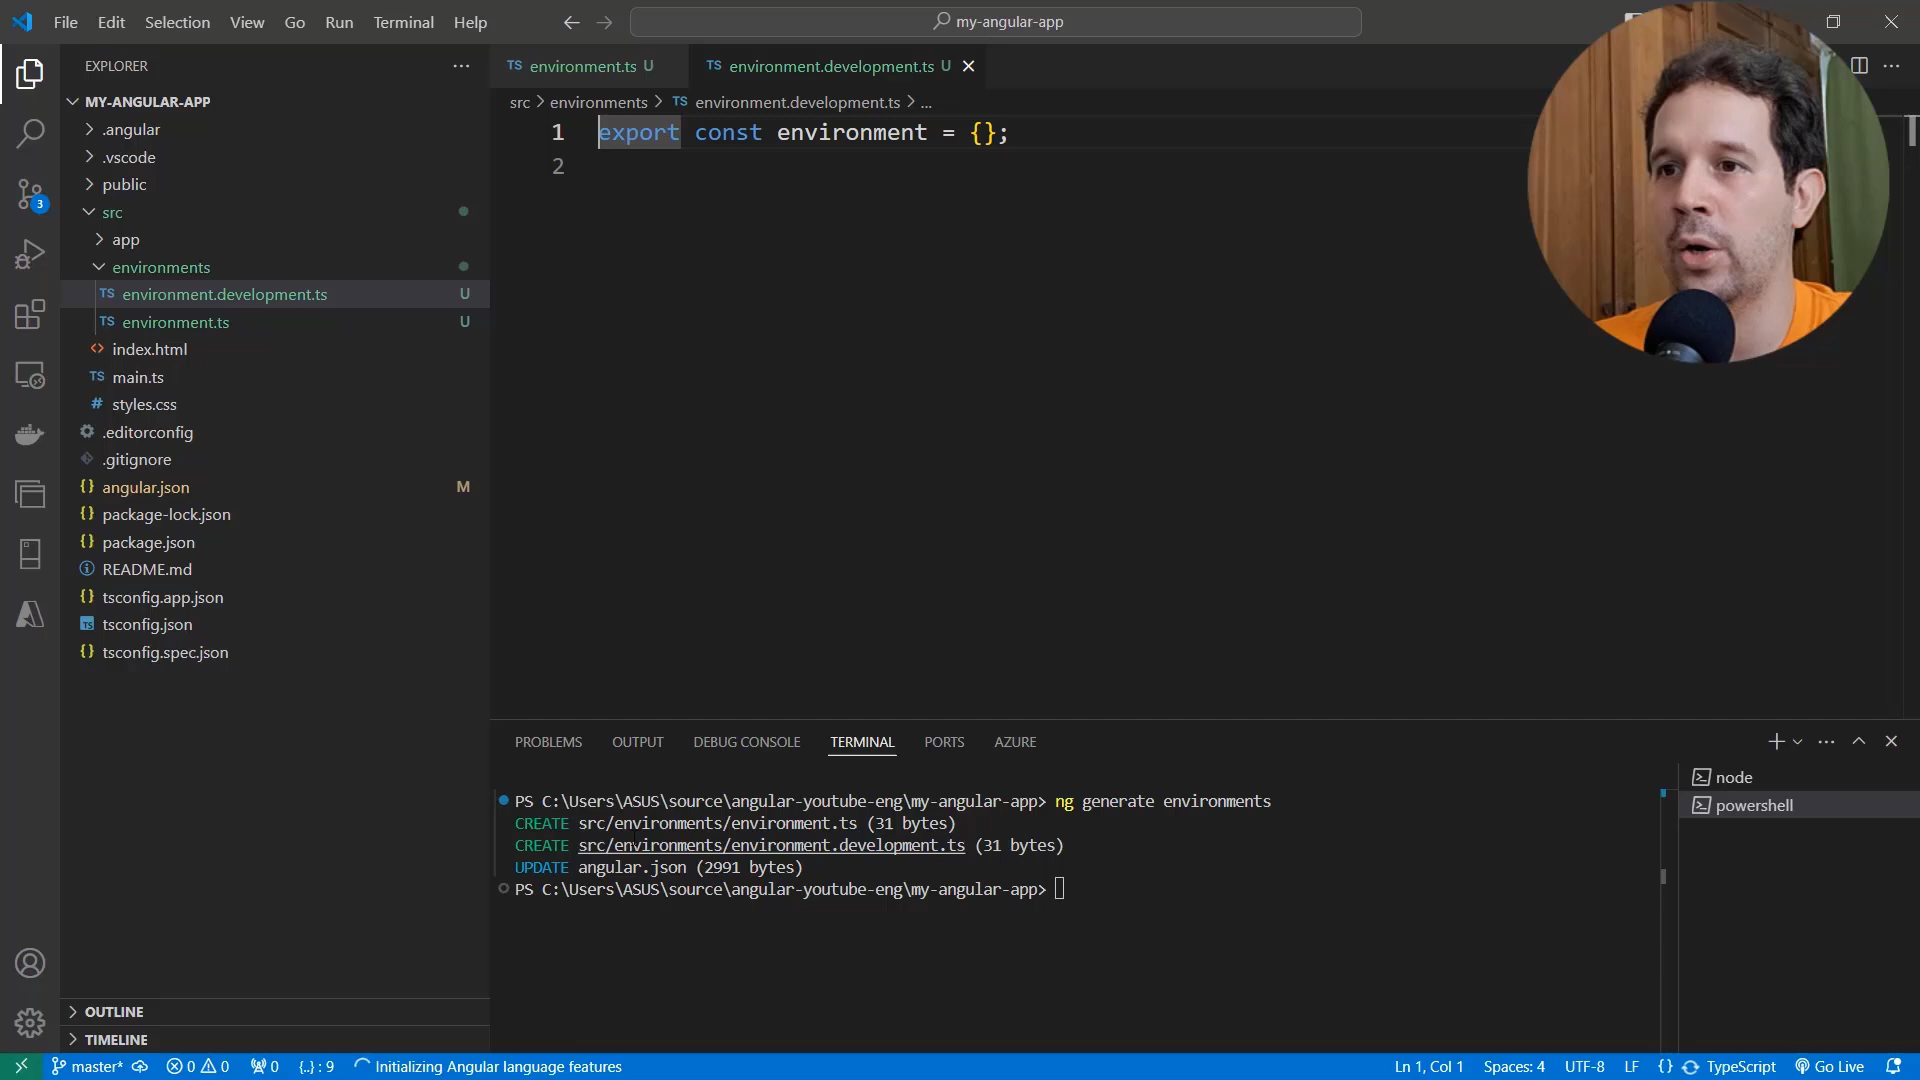 File Edit Selection View Go Run Terminal Help
my-angular-app
EXPLORER
MY-ANGULAR-APP
.angular
.vscode
public
src
app
environments
TS environment.development.ts U
TS environment.ts U
<> index.html
TS main.ts
# styles.css
.editorconfig
.gitignore
{} angular.json M
{} package-lock.json
{} package.json
README.md
{} tsconfig.app.json
TS tsconfig.json
{} tsconfig.spec.json
OUTLINE
TIMELINE
3
TS environment.ts U
TS environment.development.ts U
src > environments > TS environment.development.ts > ...
1 export const environment = {};
2
PROBLEMS OUTPUT DEBUG CONSOLE TERMINAL PORTS AZURE
PS C:\Users\ASUS\source\angular-youtube-eng\my-angular-app> ng generate environments
CREATE src/environments/environment.ts (31 bytes)
CREATE src/environments/environment.development.ts (31 bytes)
UPDATE angular.json (2991 bytes)
PS C:\Users\ASUS\source\angular-youtube-eng\my-angular-app>
node
powershell
master* 0 0 0 {..} : 9 Initializing Angular language features Ln 1, Col 1 Spaces: 4 UTF-8 LF {} TypeScript Go Live